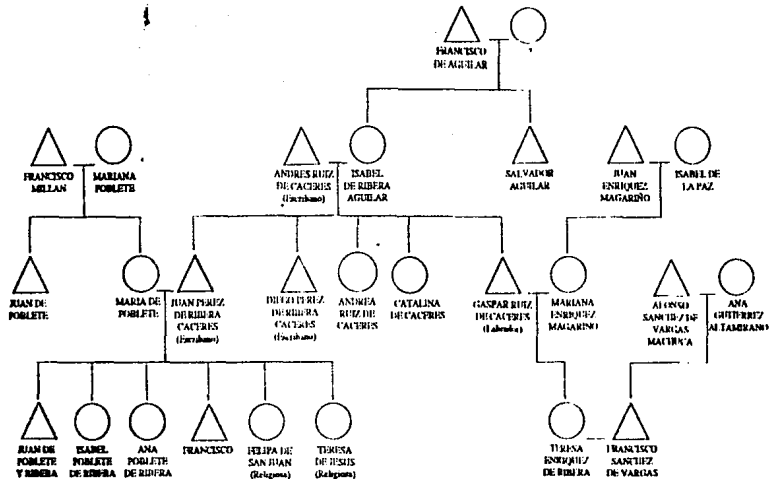 FRANCISCO
DE AGUILAR
FRANCISCO
MILLAN
MARIANA
POBLETE
ANDRES RUIZ
DE CACERES
(Escribano)
ISABEL
DE RIBERA
AGUILAR
SALVADOR
AGUILAR
JUAN
ENRIQUEZ
MAGARIÑO
ISABEL DE
LA PAZ
JUAN DE
POBLETE
MARIA DE
POBLETE
JUAN PEREZ
DE RIBERA
CACERES
(Escribano)
DIEGO PEREZ
DE RIBERA
CACERES
(Escribano)
ANDREA
RUIZ DE
CACERES
CATALINA
DE CACERES
GASPAR RUIZ
DE CACERES
(Labrador)
MARIANA
ENRIQUEZ
MAGARIÑO
ALONSO
SANCHEZ DE
VARGAS
MACHUCA
ANA
GUTIERREZ
ALTAMIRANO
JUAN DE
POBLETE
Y RIBERA
ISABEL
POBLETE
DE RIBERA
ANA
POBLETE
DE RIBERA
FRANCISCO
FELIPA DE
SAN JUAN
(Religiosa)
TERESA
DE JESUS
(Religiosa)
TERESA
ENRIQUEZ
DE RIBERA
FRANCISCO
SANCHEZ
DE VARGAS